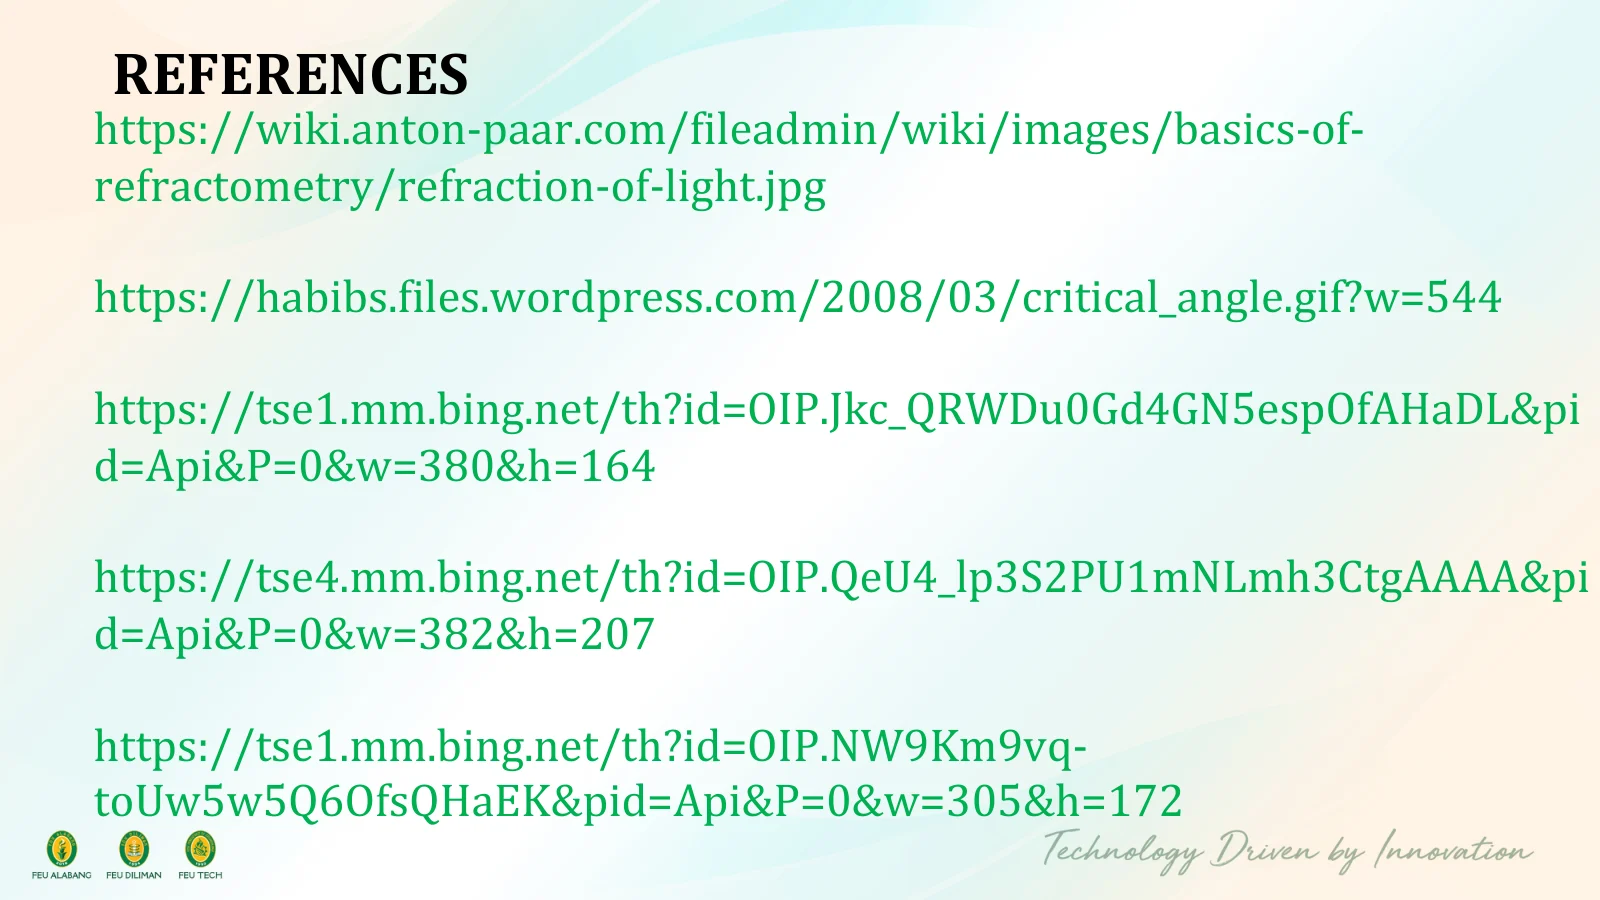 REFERENCES
https://wiki.anton-paar.com/fileadmin/wiki/images/basics-of-
refractometry/refraction-of-light.jpg
https://habibs.files.wordpress.com/2008/03/critical_angle.gif?w=544
https://tse1.mm.bing.net/th?id=OIP.Jkc_QRWDu0Gd4GN5espOfAHaDL&pi
d=Api&P=0&w=380&h=164
https://tse4.mm.bing.net/th?id=OIP.QeU4_lp3S2PU1mNLmh3CtgAAAA&pi
d=Api&P=0&w=382&h=207
https://tse1.mm.bing.net/th?id=OIP.NW9Km9vq-
toUw5w5Q6OfsQHaEK&pid=Api&P=0&w=305&h=172
FEU ALABANG FEU DILIMAN FEU TECH
Technology Driven by Innovation